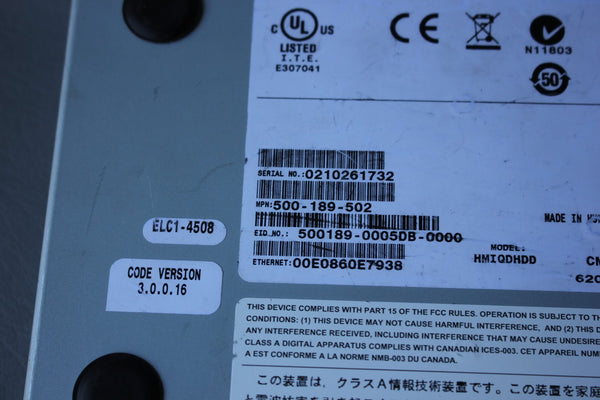 C UL US
LISTED
I.T.E.
E307041
CE
N11803
50
SERIAL NO.:0210261732
MPN:500-189-502
MADE IN
EID NO.: 500189-0005DB-0000
MODEL:
ETHERNET:00E0860E7938
HMIQDHDD
ELC1-4508
CODE VERSION
3.0.0.16
THIS DEVICE COMPLIES WITH PART 15 OF THE FCC RULES. OPERATION IS SUBJECT TO
CONDITIONS: (1) THIS DEVICE MAY NOT CAUSE HARMFUL INTERFERENCE, AND (2) THIS D
ANY INTERFERENCE RECEIVED, INCLUDING INTERFERENCE THAT MAY CAUSE UNDESIRE
CLASS A DIGITAL APPARATUS COMPLIES WITH CANADIAN ICES-003. CET APPAREIL NUMER
A EST CONFORME A LA NORME NMB-003 DU CANADA.
この装置は、クラスA情報技術装置です。この装置を家庭